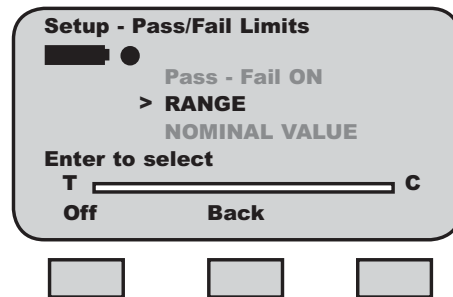 Setup - Pass/Fail Limits
Pass - Fail ON
> RANGE
NOMINAL VALUE
Enter to select
T C
Off Back